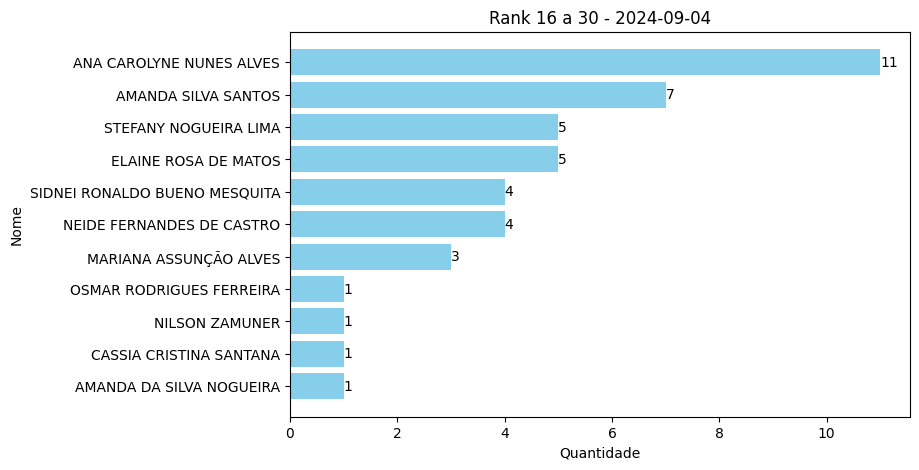 Rank 16 a 30 - 2024-09-04
ANA CAROLYNE NUNES ALVES 11
AMANDA SILVA SANTOS 7
STEFANY NOGUEIRA LIMA 5
ELAINE ROSA DE MATOS 5
SIDNEI RONALDO BUENO MESQUITA 4
NEIDE FERNANDES DE CASTRO 4
MARIANA ASSUNÇÃO ALVES 3
OSMAR RODRIGUES FERREIRA 1
NILSON ZAMUNER 1
CASSIA CRISTINA SANTANA 1
AMANDA DA SILVA NOGUEIRA 1
Nome
0 2 4 6 8 10
Quantidade